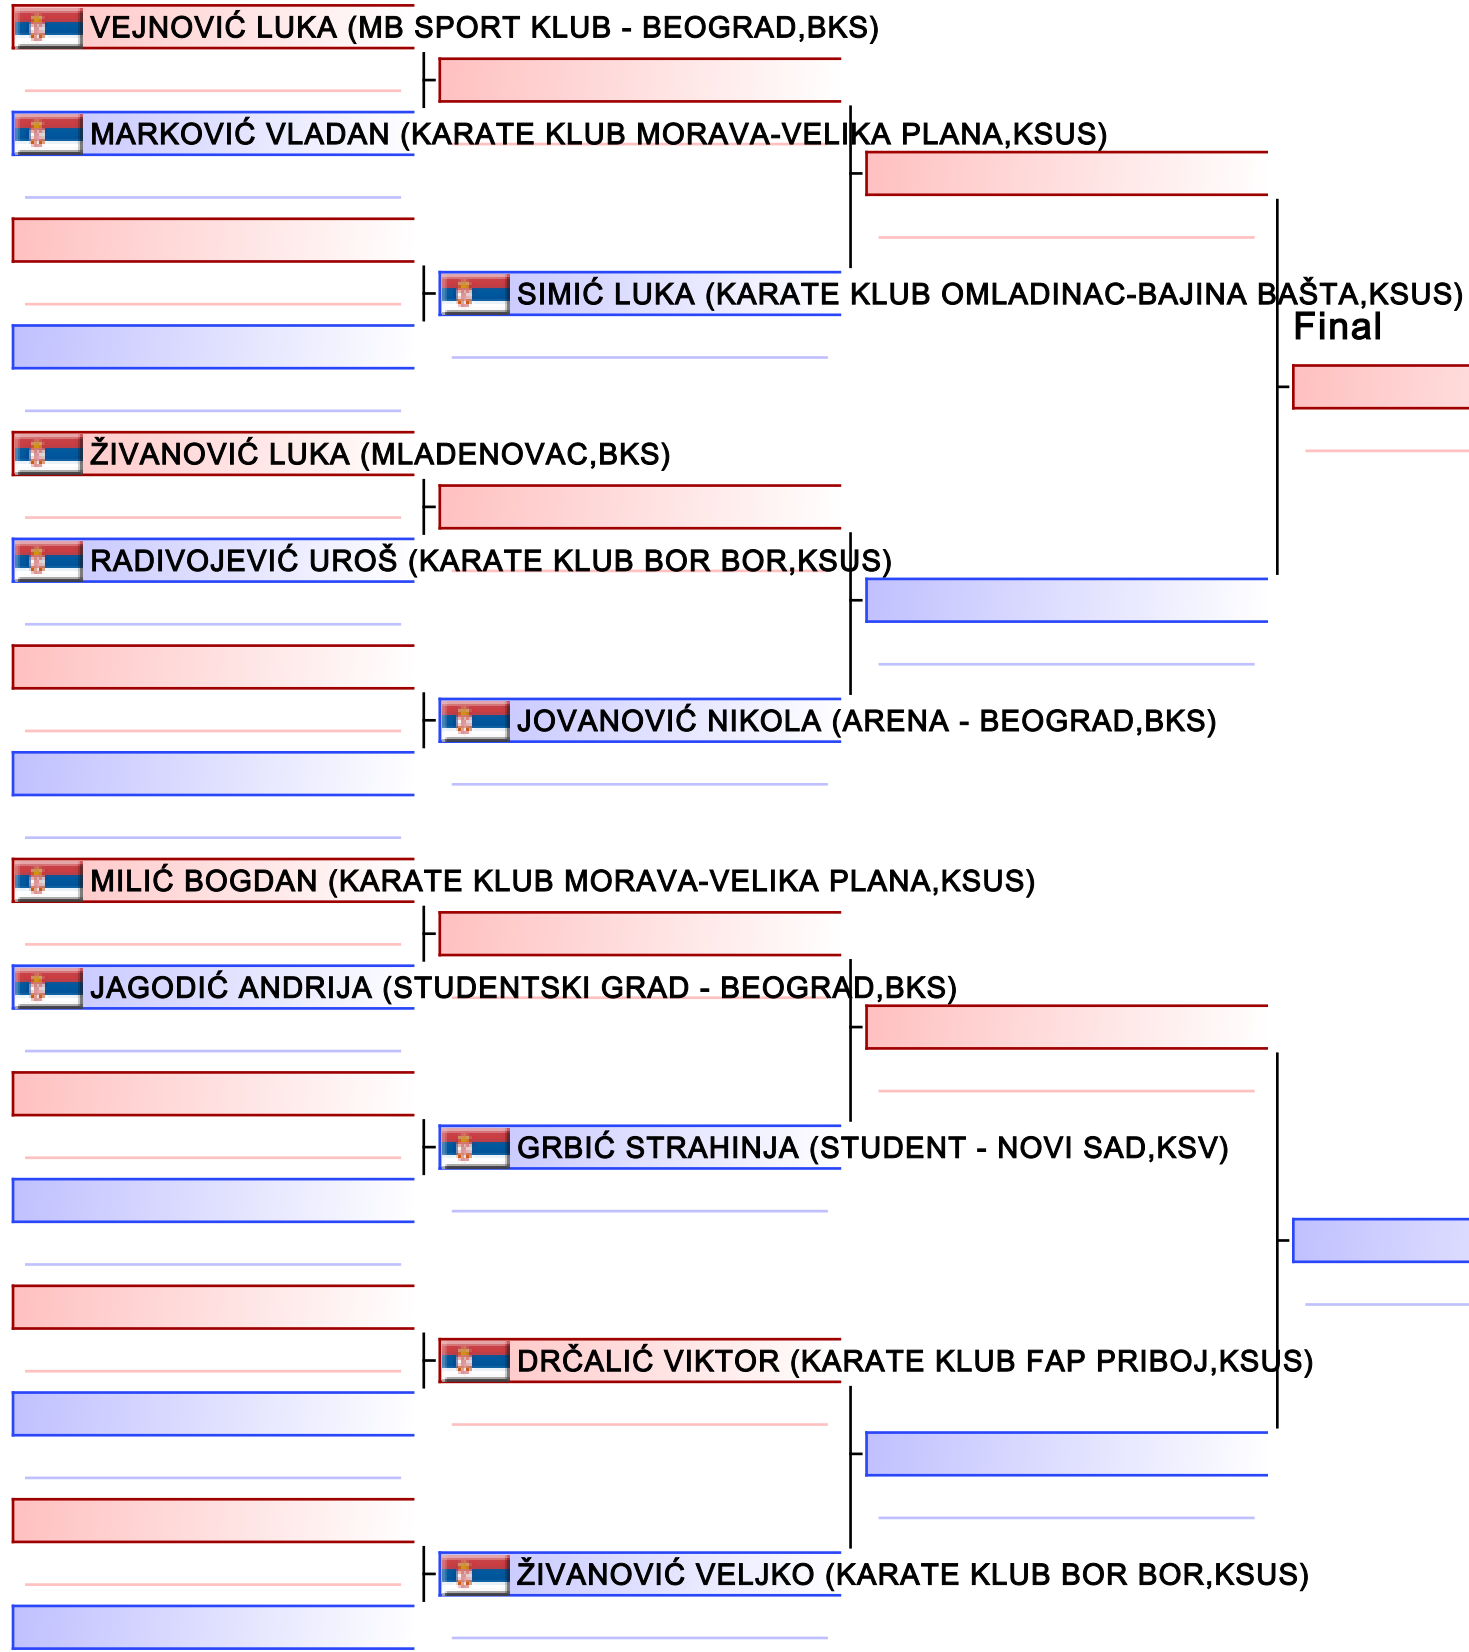 VEJNOVIĆ LUKA (MB SPORT KLUB - BEOGRAD,BKS)
MARKOVIĆ VLADAN (KARATE KLUB MORAVA-VELIKA PLANA,KSUS)
SIMIĆ LUKA (KARATE KLUB OMLADINAC-BAJINA BAŠTA,KSUS)
Final
ŽIVANOVIĆ LUKA (MLADENOVAC,BKS)
RADIVOJEVIĆ UROŠ (KARATE KLUB BOR BOR,KSUS)
JOVANOVIĆ NIKOLA (ARENA - BEOGRAD,BKS)
MILIĆ BOGDAN (KARATE KLUB MORAVA-VELIKA PLANA,KSUS)
JAGODIĆ ANDRIJA (STUDENTSKI GRAD - BEOGRAD,BKS)
GRBIĆ STRAHINJA (STUDENT - NOVI SAD,KSV)
DRČALIĆ VIKTOR (KARATE KLUB FAP PRIBOJ,KSUS)
ŽIVANOVIĆ VELJKO (KARATE KLUB BOR BOR,KSUS)